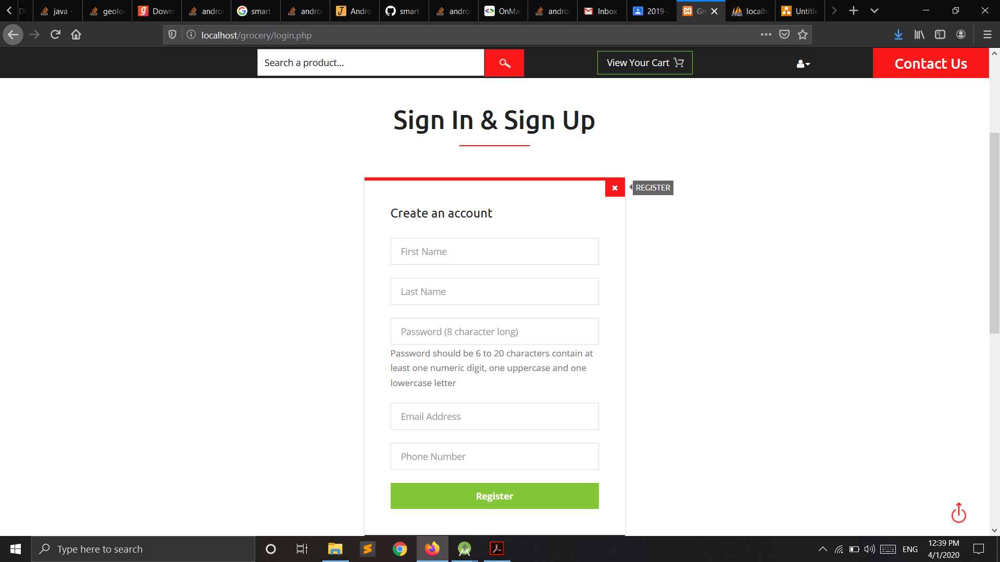 java -
geoloc
Downl
androi
smart
androi
Andro
smart-
androi
OnMa
androi
Inbox
2019-2
Gro
localh
Untitle
localhost/grocery/login.php
Search a product...
View Your Cart
Contact Us
Sign In & Sign Up
REGISTER
Create an account
First Name
Last Name
Password (8 character long)
Password should be 6 to 20 characters contain at
least one numeric digit, one uppercase and one
lowercase letter
Email Address
Phone Number
Register
Type here to search
ENG
12:39 PM
4/1/2020